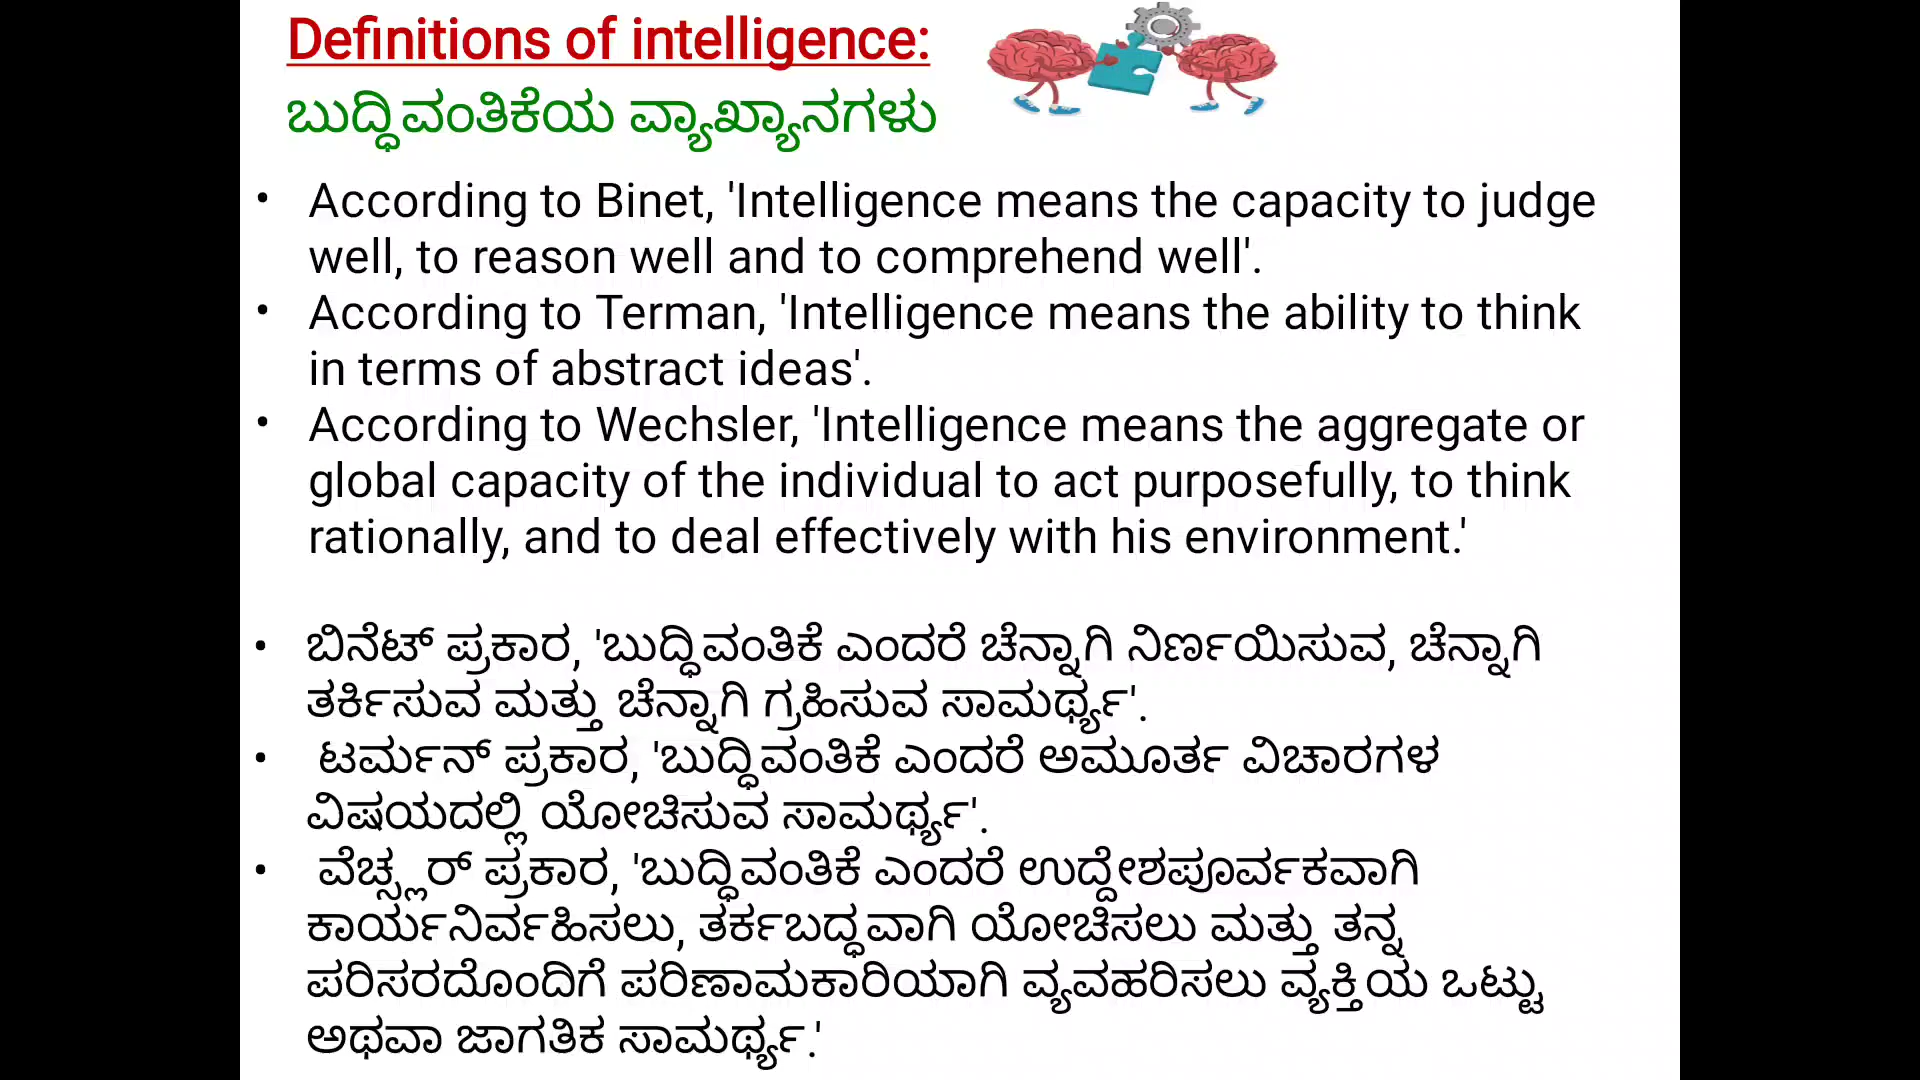 Definitions of intelligence:
ಬುದ್ಧಿವಂತಿಕೆಯ ವ್ಯಾಖ್ಯಾನಗಳು
• According to Binet, 'Intelligence means the capacity to judge
well, to reason well and to comprehend well'.
• According to Terman, 'Intelligence means the ability to think
in terms of abstract ideas'.
• According to Wechsler, 'Intelligence means the aggregate or
global capacity of the individual to act purposefully, to think
rationally, and to deal effectively with his environment.'
• ಬಿನೆಟ್ ಪ್ರಕಾರ, 'ಬುದ್ಧಿವಂತಿಕೆ ಎಂದರೆ ಚೆನ್ನಾಗಿ ನಿರ್ಣಯಿಸುವ, ಚೆನ್ನಾಗಿ
ತರ್ಕಿಸುವ ಮತ್ತು ಚೆನ್ನಾಗಿ ಗ್ರಹಿಸುವ ಸಾಮರ್ಥ್ಯ'.
• ಟರ್ಮನ್ ಪ್ರಕಾರ, 'ಬುದ್ಧಿವಂತಿಕೆ ಎಂದರೆ ಅಮೂರ್ತ ವಿಚಾರಗಳ
ವಿಷಯದಲ್ಲಿ ಯೋಚಿಸುವ ಸಾಮರ್ಥ್ಯ'.
• ವೆಚ್ಸ್ಲರ್ ಪ್ರಕಾರ, 'ಬುದ್ಧಿವಂತಿಕೆ ಎಂದರೆ ಉದ್ದೇಶಪೂರ್ವಕವಾಗಿ
ಕಾರ್ಯನಿರ್ವಹಿಸಲು, ತರ್ಕಬದ್ಧವಾಗಿ ಯೋಚಿಸಲು ಮತ್ತು ತನ್ನ
ಪರಿಸರದೊಂದಿಗೆ ಪರಿಣಾಮಕಾರಿಯಾಗಿ ವ್ಯವಹರಿಸಲು ವ್ಯಕ್ತಿಯ ಒಟ್ಟು
ಅಥವಾ ಜಾಗತಿಕ ಸಾಮರ್ಥ್ಯ.'